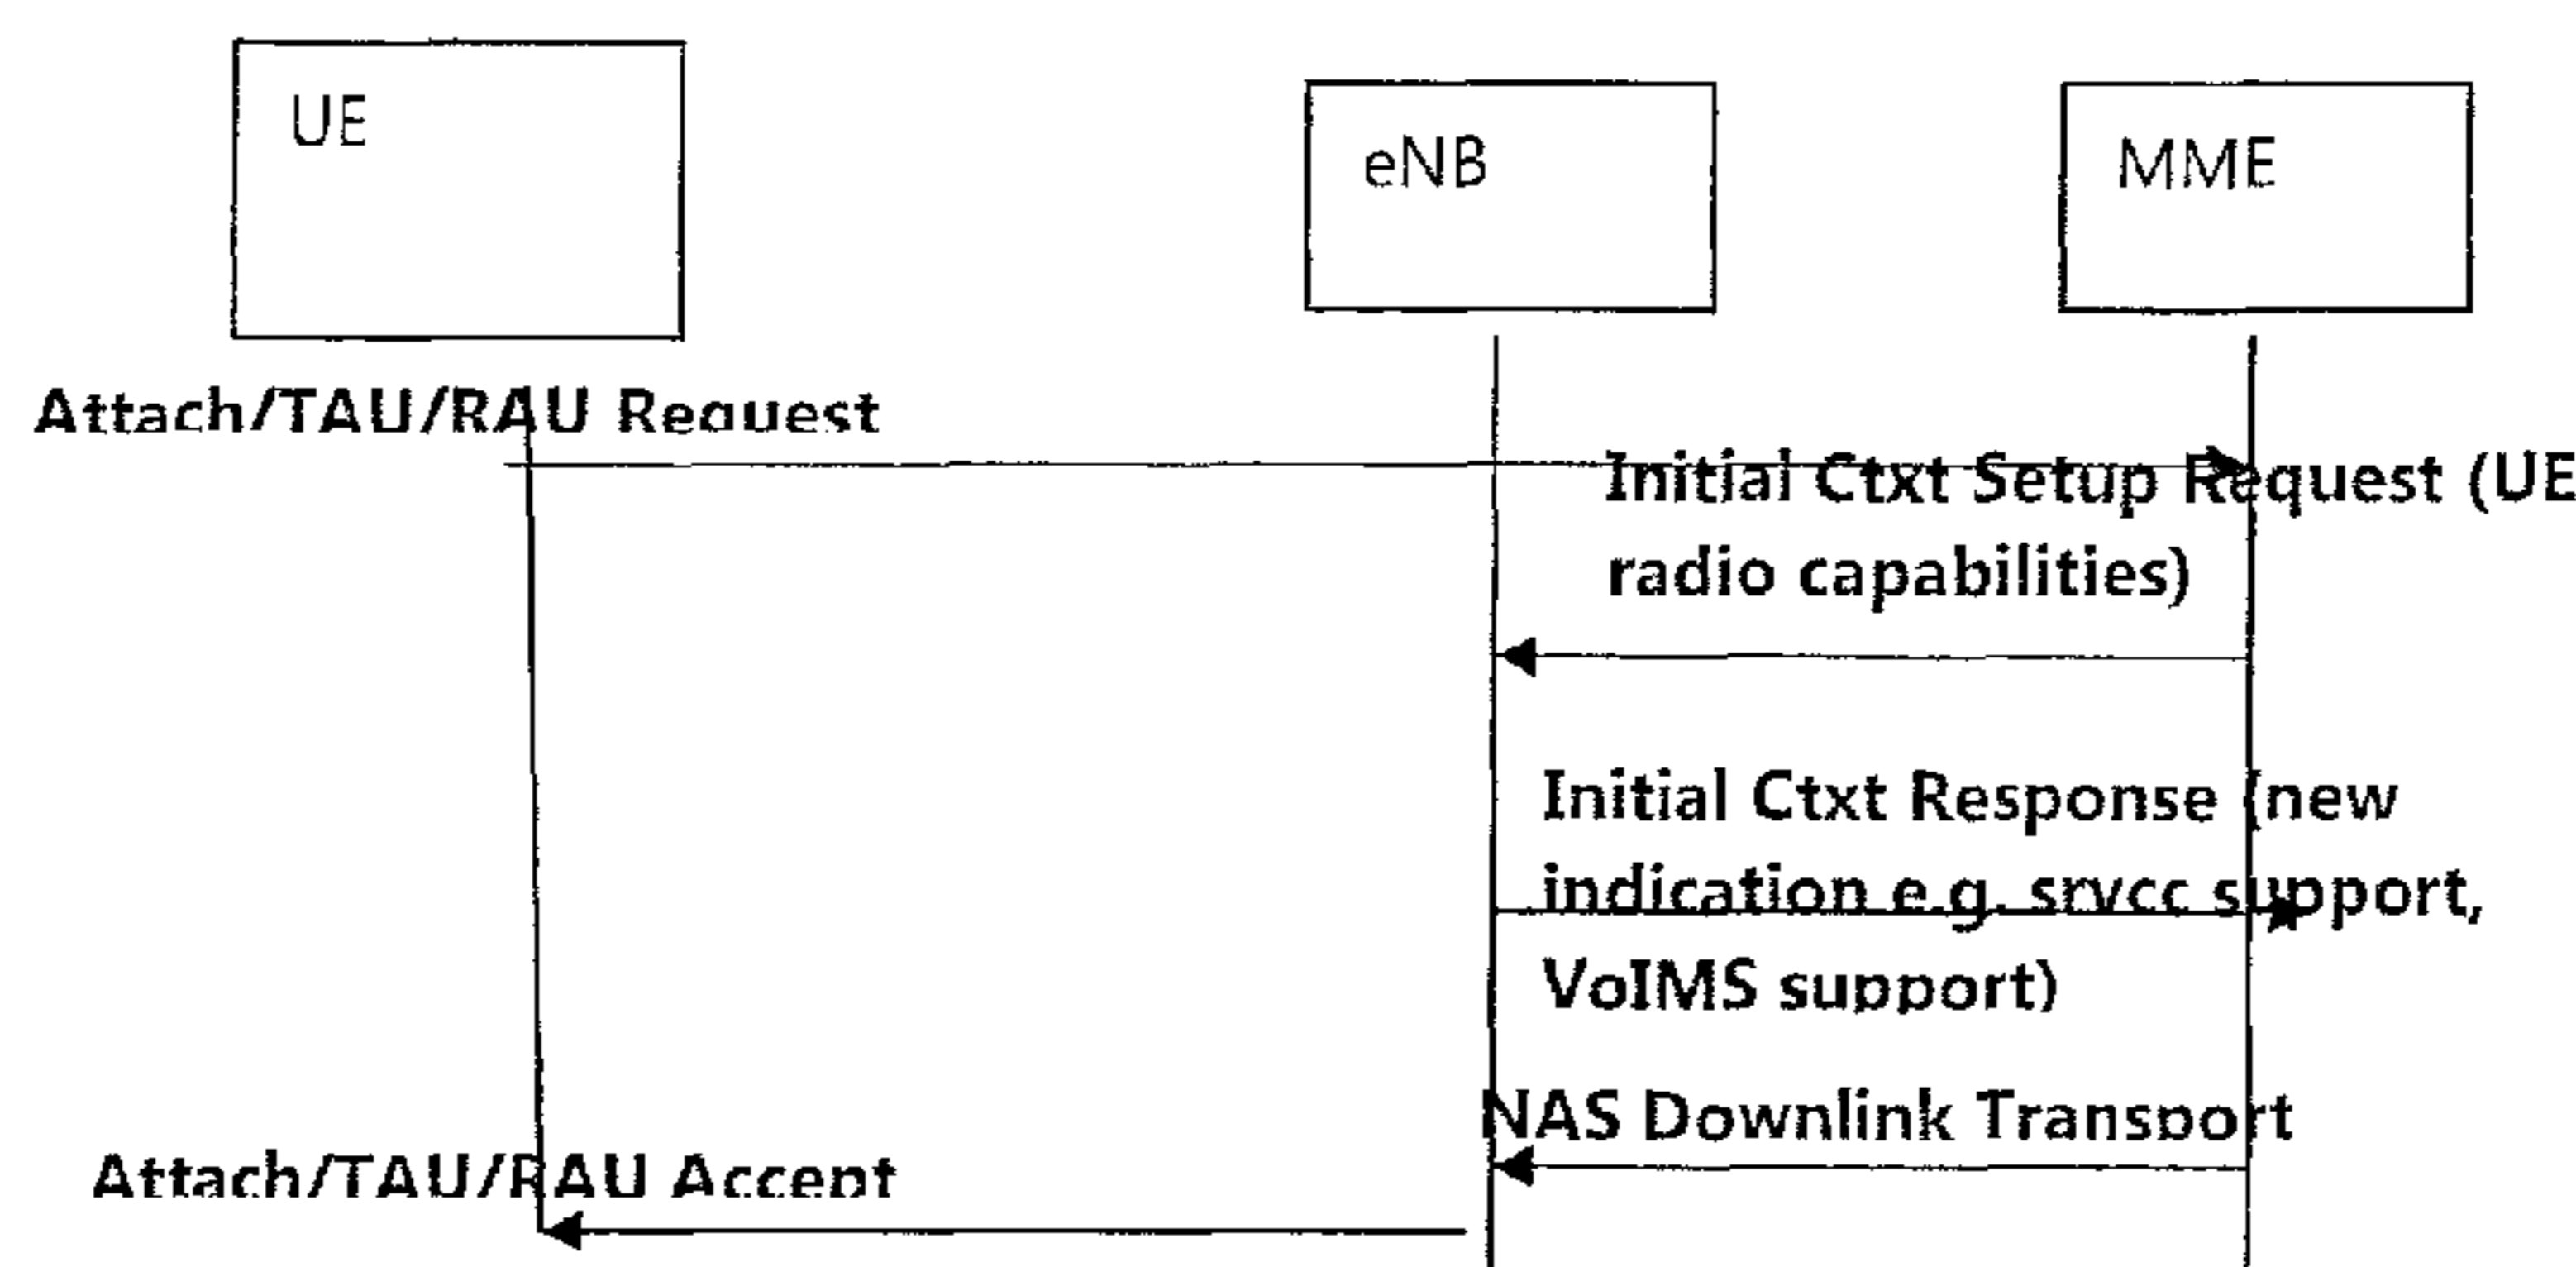 UE
eNB
MME
Attach/TAU/RAU Request
Initial Ctxt Setup Request (UE
radio capabilities)
Initial Ctxt Response (new
indication e.g. srvcc support,
VoIMS support)
NAS Downlink Transport
Attach/TAU/RAU Accept